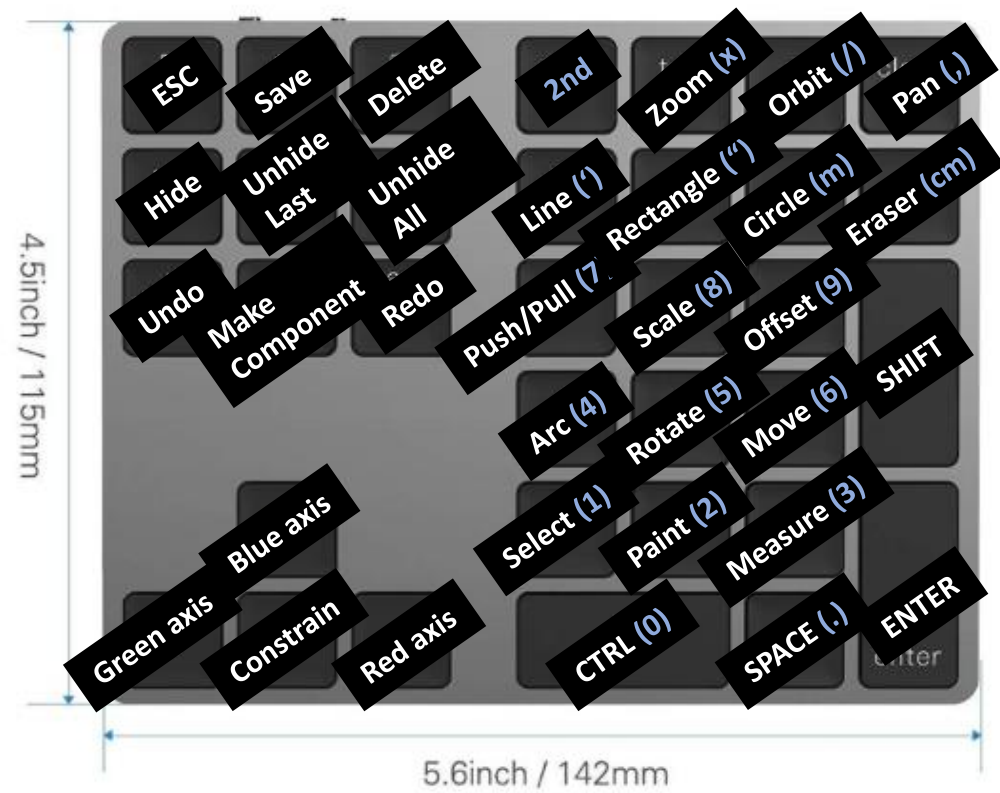 ESC
Save
Delete
2nd
Zoom (x)
Orbit (/)
Pan (,)
Hide
Unhide
Last
Unhide
All
Line (‘)
Rectangle (“)
Circle (m)
Eraser (cm)
Undo
Make
Component
Redo
Push/Pull (7
Scale (8)
Offset (9)
SHIFT
Arc (4)
Rotate (5)
Move (6)
Blue axis
Select (1)
Paint (2)
Measure (3)
ENTER
Green axis
Constrain
Red axis
CTRL (0)
SPACE (.)
enter
4.5inch / 115mm
5.6inch / 142mm